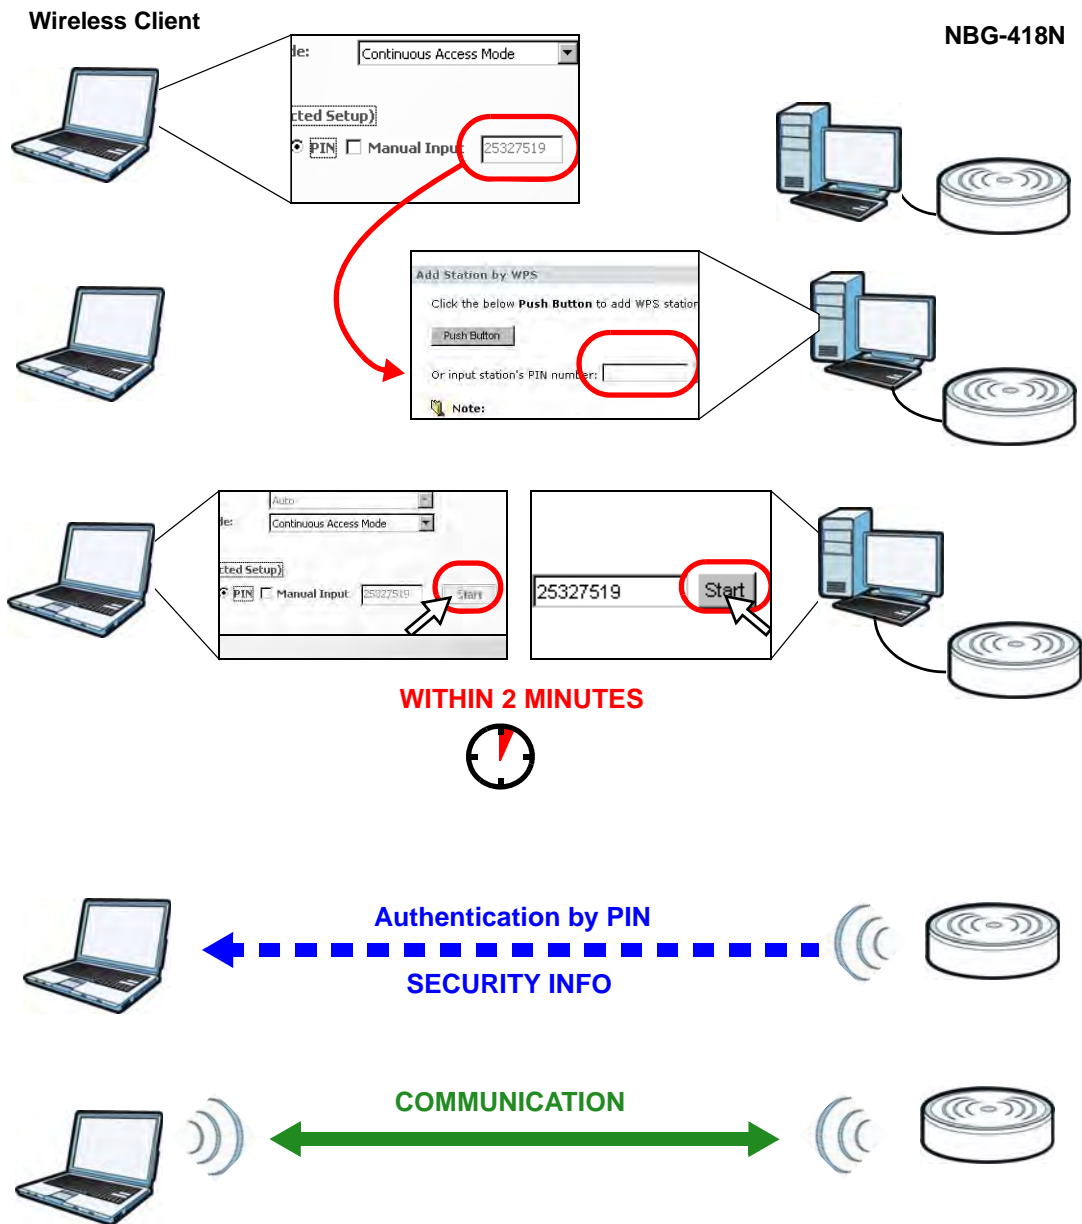 Wireless Client
NBG-418N
de:
Continuous Access Mode
cted Setup)
PIN
Manual Input
25327519
Add Station by WPS
Click the below Push Button to add WPS station
Push Button
Or input station's PIN number:
Note:
Auto
de:
Continuous Access Mode
cted Setup)
PIN
Manual Input
25327519
Start
25327519
Start
WITHIN 2 MINUTES
Authentication by PIN
SECURITY INFO
COMMUNICATION